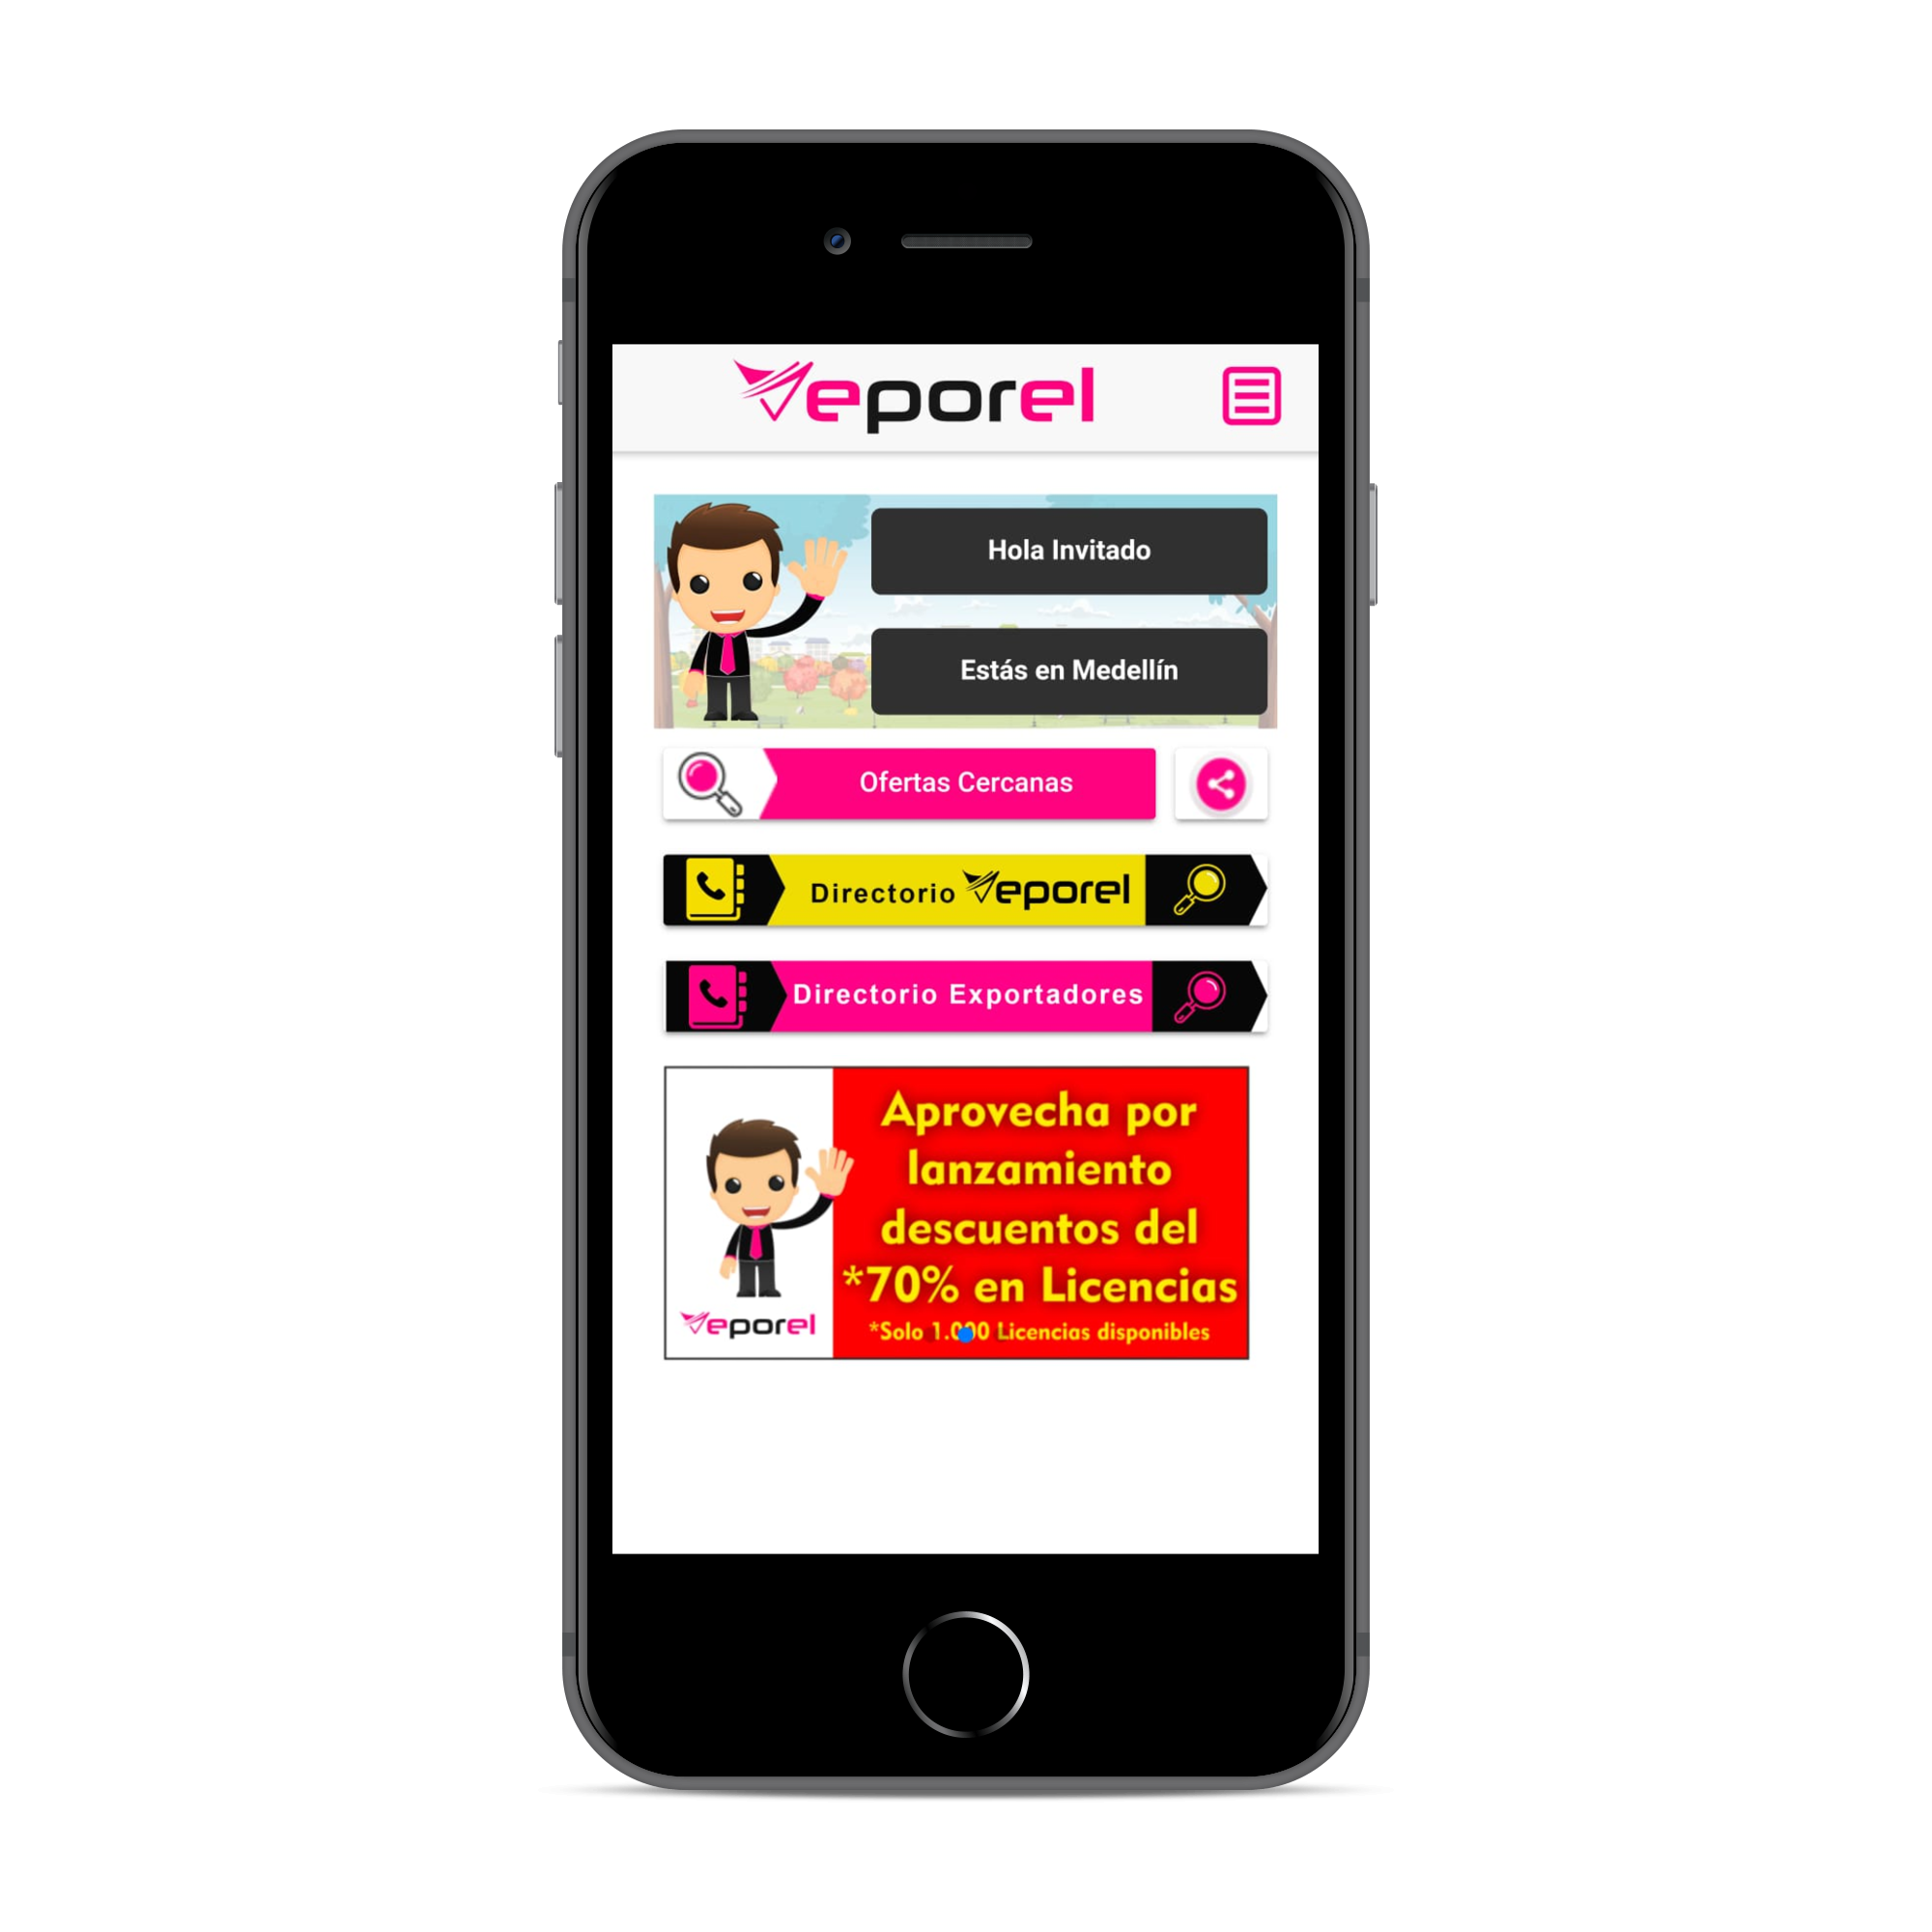 Veporel
Hola Invitado
Estás en Medellín
Ofertas Cercanas
Directorio Veporel
Directorio Exportadores
Aprovecha por
lanzamiento
descuentos del
*70% en Licencias
*Solo 1.000 Licencias disponibles
Veporel